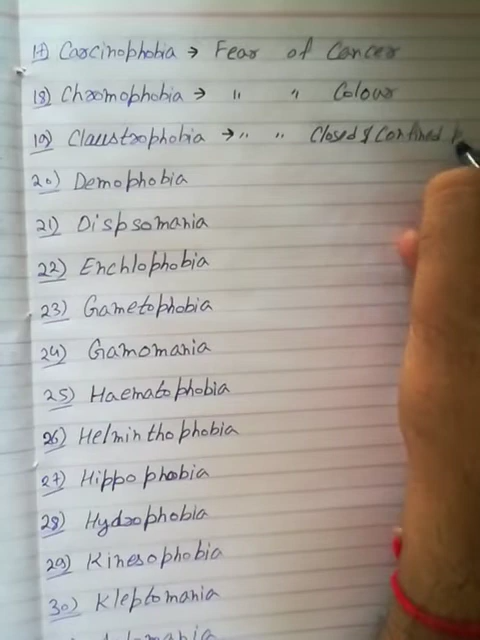 17) Carcinophobia → Fear of Cancer
18) Chromophobia → " " Colour
19) Claustrophobia → " " Closed & Confined
20) Demophobia
21) Dispsomania
22) Enchlophobia
23) Gametophobia
24) Gamomania
25) Haematophobia
26) Helminthophobia
27) Hippophobia
28) Hydrophobia
29) Kinesophobia
30) Kleptomania